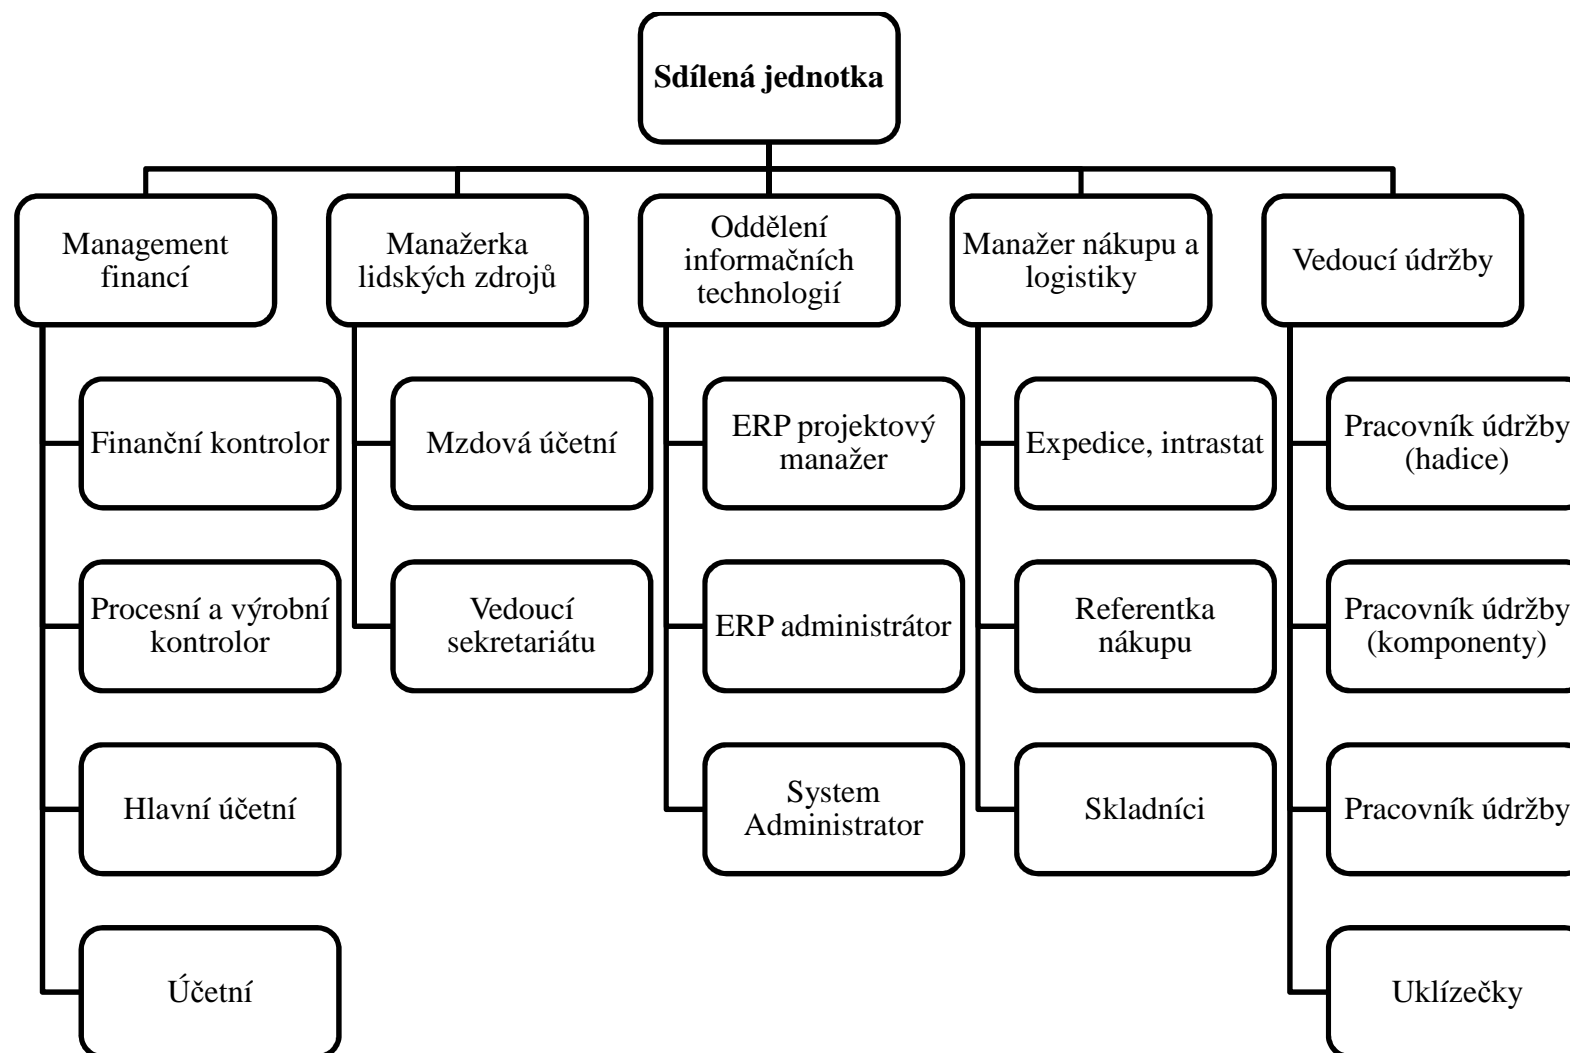 Sdílená jednotka
Management
financí
Manažerka
lidských zdrojů
Oddělení
informačních
technologií
Manažer nákupu a
logistiky
Vedoucí údržby
Finanční kontrolor
Mzdová účetní
ERP projektový
manažer
Expedice, intrastat
Pracovník údržby
(hadice)
Procesní a výrobní
kontrolor
Vedoucí
sekretariátu
ERP administrátor
Referentka
nákupu
Pracovník údržby
(komponenty)
Hlavní účetní
System
Administrator
Skladníci
Pracovník údržby
Účetní
Uklízečky